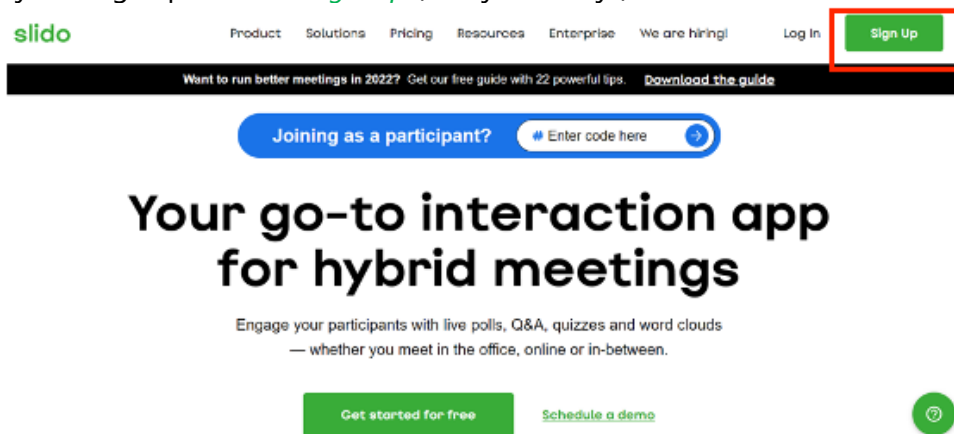 slido Product Solutions Pricing Resources Enterprise We are hiring! Log In Sign Up
Want to run better meetings in 2022? Get our free guide with 22 powerful tips. Download the guide
Joining as a participant? # Enter code here
Your go-to interaction app
for hybrid meetings
Engage your participants with live polls, Q&A, quizzes and word clouds
— whether you meet in the office, online or in-between.
Get started for free Schedule a demo